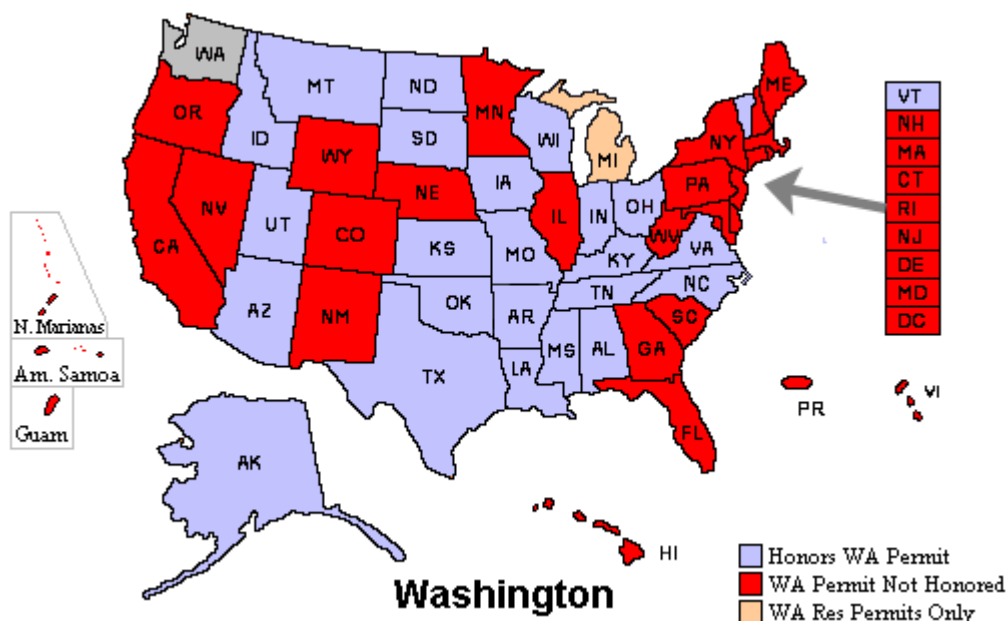 WA
MT
ND
MN
ME
VT
OR
ID
SD
WI
MI
NY
NH
WY
MA
IA
PA
CT
NE
IL
IN
OH
RI
NV
UT
CO
WV
VA
NJ
CA
KS
MO
KY
DE
NC
MD
TN
AZ
NM
OK
AR
SC
DC
N. Marianas
MS
AL
GA
LA
Am. Samoa
TX
VI
PR
Guam
FL
AK
HI
Honors WA Permit
WA Permit Not Honored
Washington
WA Res Permits Only